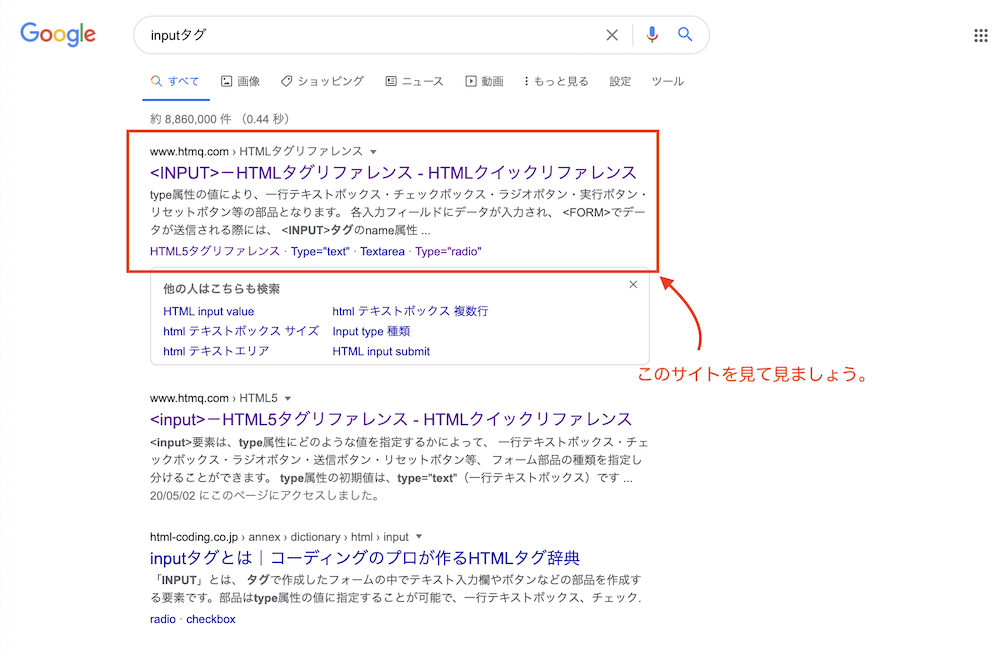 Google
inputタグ
すべて 画像 ショッピング ニュース 動画 もっと見る 設定 ツール
約 8,860,000 件 （0.44 秒）
www.htmq.com › HTMLタグリファレンス
<INPUT>－HTMLタグリファレンス - HTMLクイックリファレンス
type属性の値により、一行テキストボックス・チェックボックス・ラジオボタン・実行ボタン・
リセットボタン等の部品となります。 各入力フィールドにデータが入力され、 <FORM>でデー
タが送信される際には、 <INPUT>タグのname属性 ...
HTML5タグリファレンス · Type="text" · Textarea · Type="radio"
他の人はこちらも検索
HTML input value
html テキストボックス 複数行
html テキストボックス サイズ
Input type 種類
html テキストエリア
HTML input submit
このサイトを見て見ましょう。
www.htmq.com › HTML5
<input>－HTML5タグリファレンス - HTMLクイックリファレンス
<input>要素は、type属性にどのような値を指定するかによって、 一行テキストボックス・チェ
ックボックス・ラジオボタン・送信ボタン・リセットボタン等、 フォーム部品の種類を指定し
分けることができます。 type属性の初期値は、type="text"（一行テキストボックス）です ...
20/05/02 にこのページにアクセスしました。
html-coding.co.jp › annex › dictionary › html › input
inputタグとは｜コーディングのプロが作るHTMLタグ辞典
「INPUT」とは、 タグで作成したフォームの中でテキスト入力欄やボタンなどの部品を作成す
る要素です。部品はtype属性の値に指定することが可能で、一行テキストボックス、チェック.
radio · checkbox